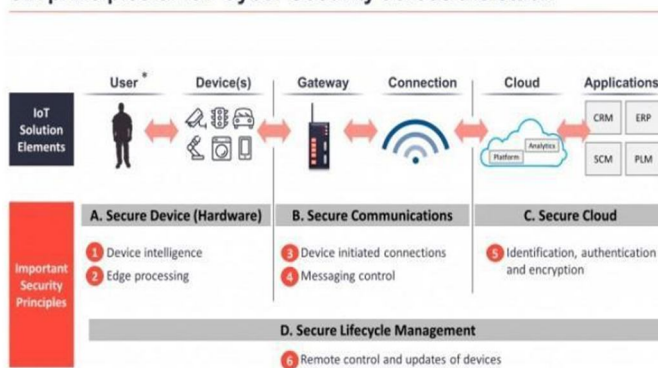 User *
Device(s)
Gateway
Connection
Cloud
Applications
IoT
Solution
Elements
Platform
Analytics
CRM
ERP
SCM
PLM
Important
Security
Principles
A. Secure Device (Hardware)
1 Device intelligence
2 Edge processing
B. Secure Communications
3 Device initiated connections
4 Messaging control
C. Secure Cloud
5 Identification, authentication
and encryption
D. Secure Lifecycle Management
6 Remote control and updates of devices